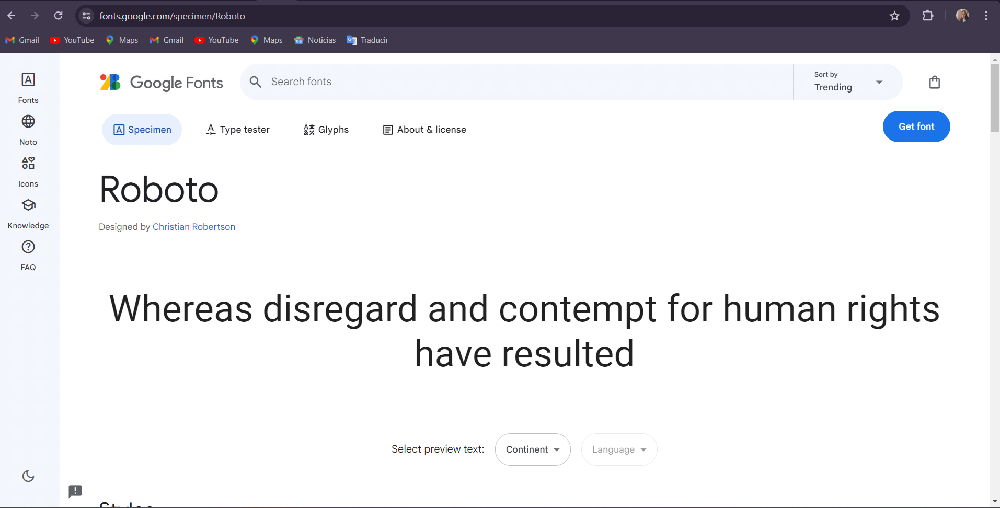 fonts.google.com/specimen/Roboto
Gmail YouTube Maps Gmail YouTube Maps Noticias Traducir
Fonts
Noto
Icons
Knowledge
FAQ
Google Fonts
Search fonts
Sort by
Trending
Specimen Type tester Glyphs About & license
Get font
Roboto
Designed by Christian Robertson
Whereas disregard and contempt for human rights
have resulted
Select preview text: Continent Language
Styles